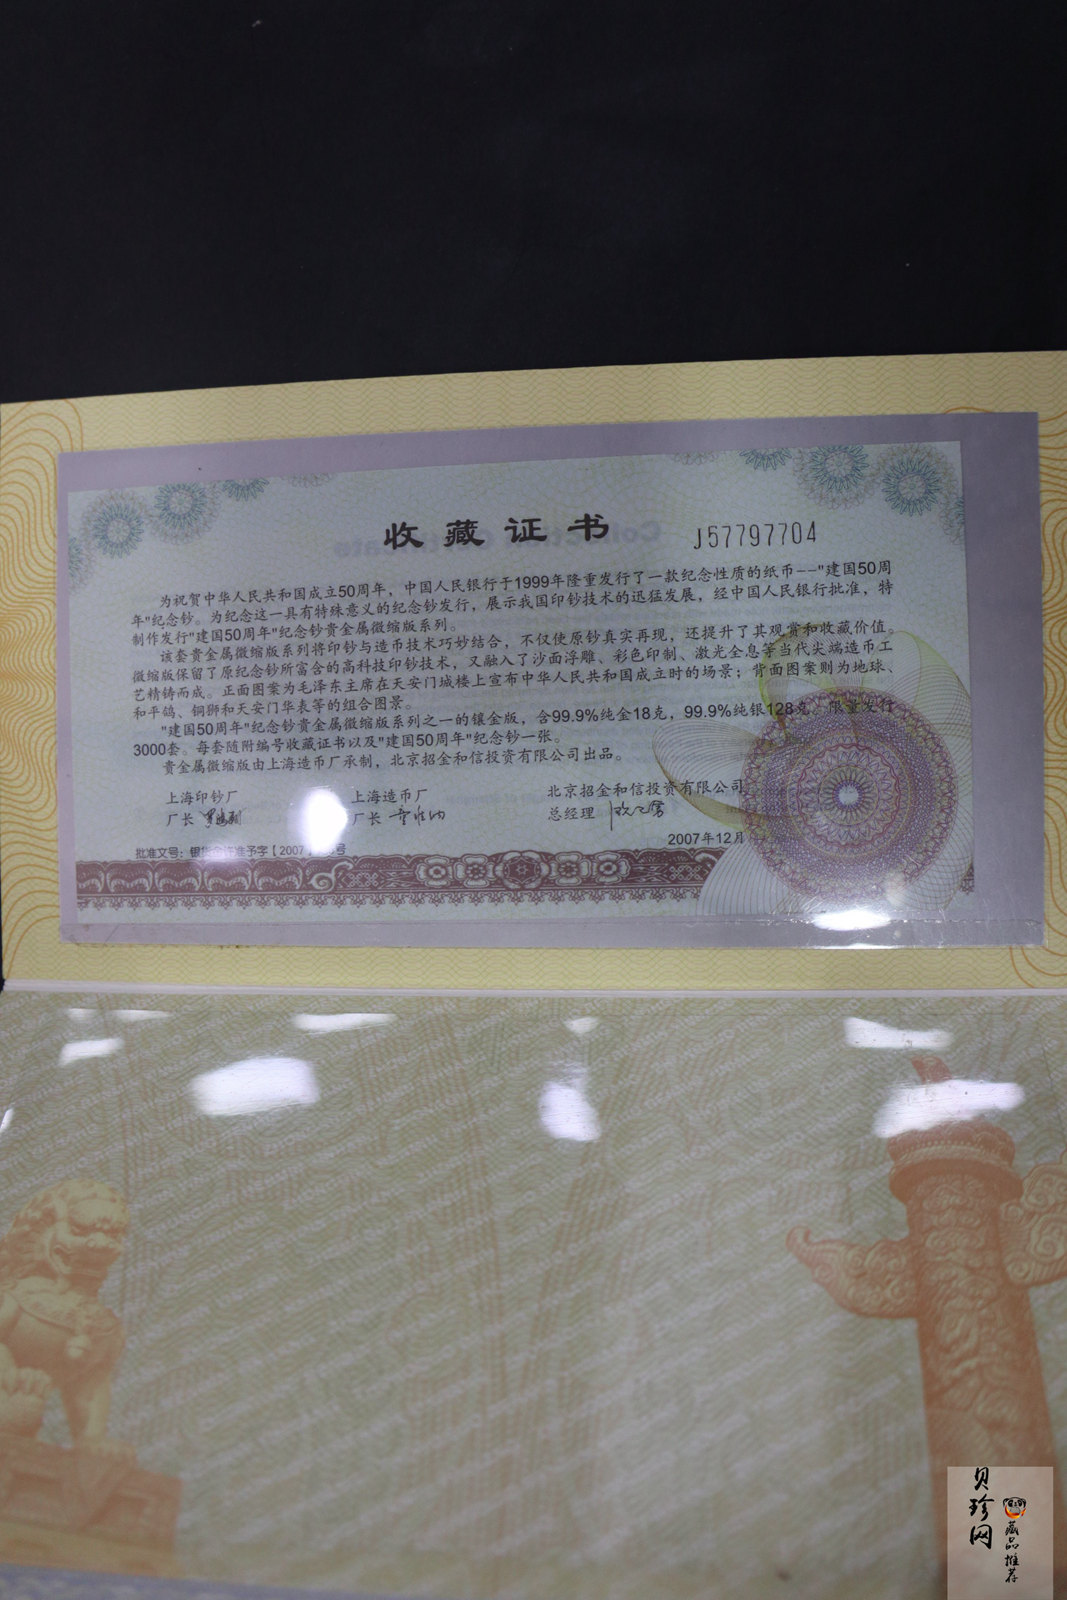 收藏证书
J57797704
为祝贺中华人民共和国成立50周年，中国人民银行于1999年隆重发行了一款纪念性质的纸币--"建国50周
年"纪念钞。为纪念这一具有特殊意义的纪念钞发行，展示我国印钞技术的迅猛发展，经中国人民银行批准，特
制作发行"建国50周年"纪念钞贵金属微缩版系列。
该套贵金属微缩版系列将印钞与造币技术巧妙结合，不仅使原钞真实再现，还提升了其观赏和收藏价值。
微缩版保留了原纪念钞所富含的高科技印钞技术，又融入了沙面浮雕、彩色印制、激光全息等当代尖端造币工
艺精铸而成。正面图案为毛泽东主席在天安门城楼上宣布中华人民共和国成立时的场景；背面图案则为地球、
和平鸽、铜狮和天安门华表等的组合图景。
"建国50周年"纪念钞贵金属微缩版系列之一的镶金版，含99.9%纯金18克，99.9%纯银128克。限量发行
3000套。每套随附编号收藏证书以及"建国50周年"纪念钞一张。
贵金属微缩版由上海造币厂承制，北京招金和信投资有限公司出品。
上海印钞厂
厂长
上海造币厂
厂长
北京招金和信投资有限公司
总经理
2007年12月
批准文号：银货金许准予字【2007】 号
贝珍网
藏品推荐